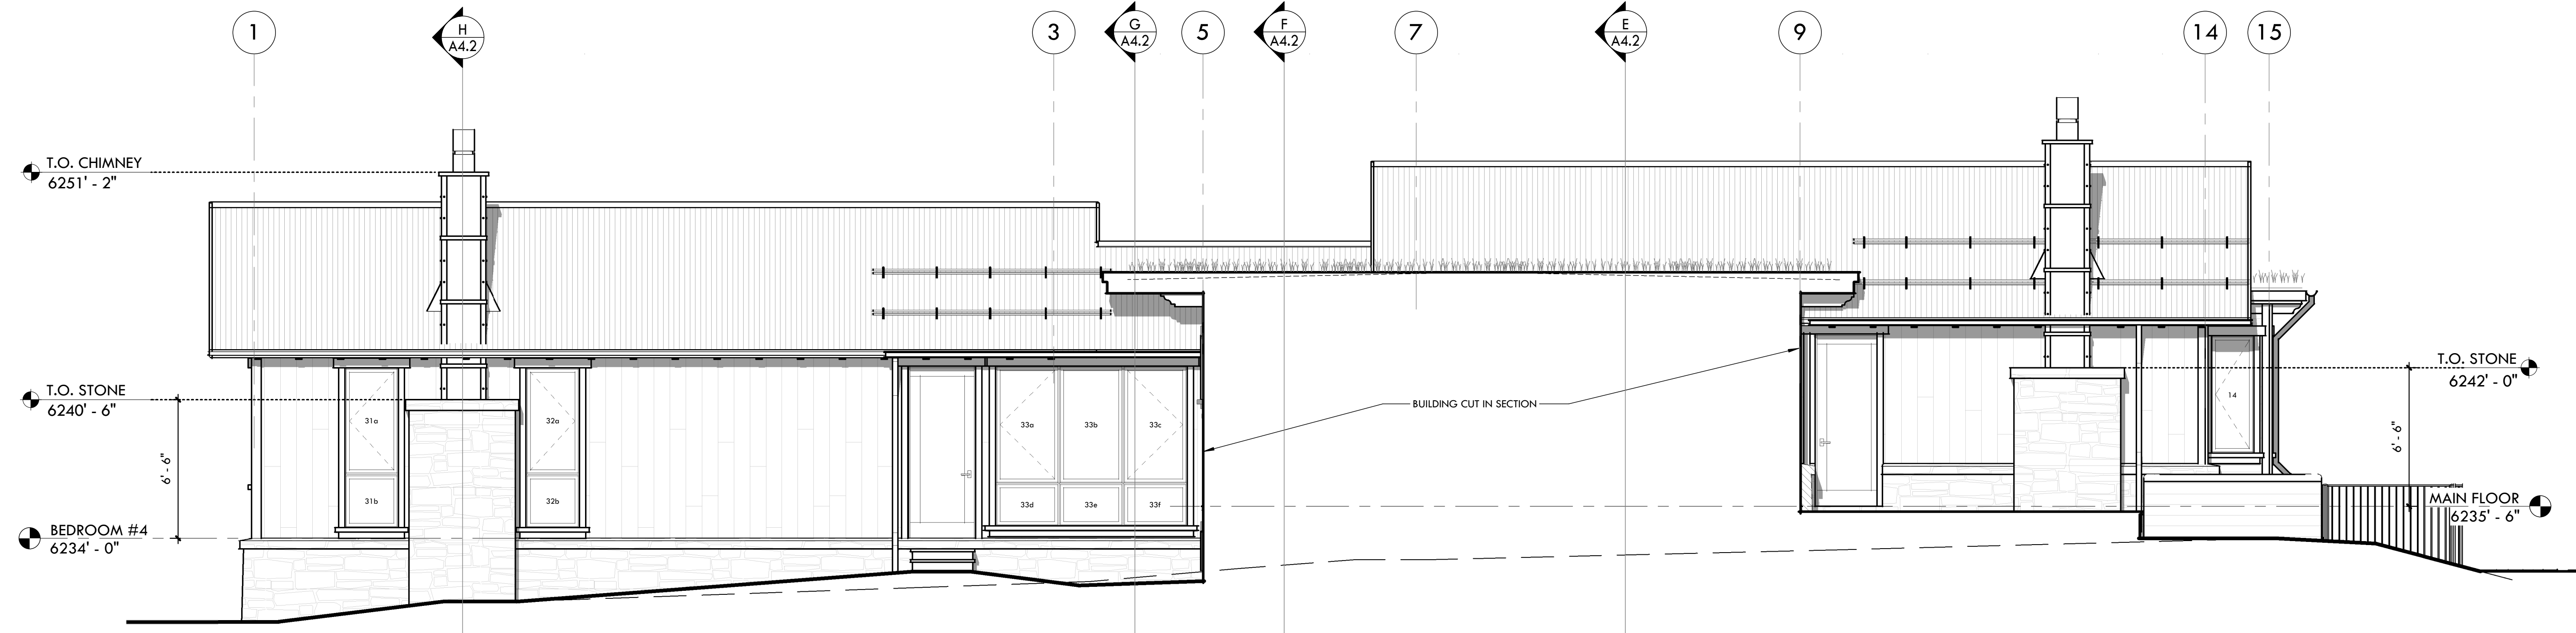 1
H
A4.2
3
G
A4.2
5
F
A4.2
7
E
A4.2
9
14
15
T.O. CHIMNEY
6251' - 2"
T.O. STONE
6240' - 6"
T.O. STONE
6242' - 0"
BUILDING CUT IN SECTION
31a
32a
33a
33b
33c
14
6' - 6"
6' - 6"
31b
32b
33d
33e
33f
MAIN FLOOR
6235' - 6"
BEDROOM #4
6234' - 0"